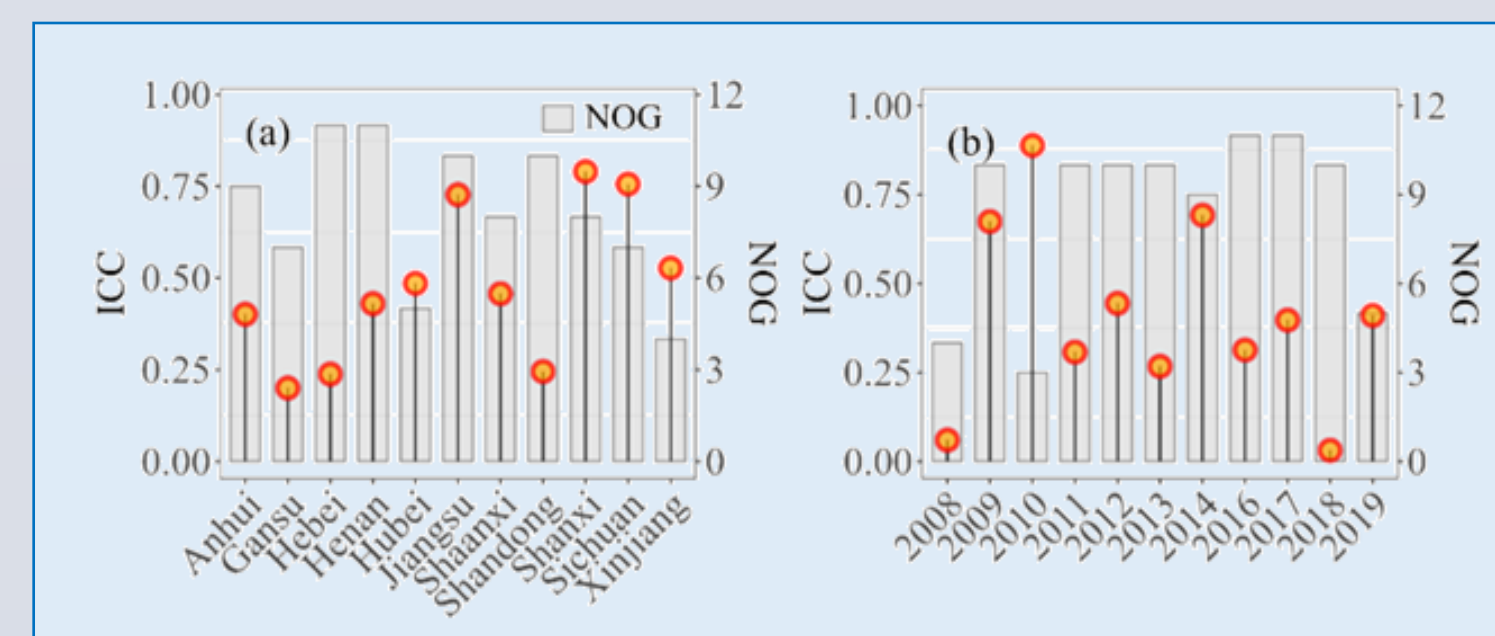 (a)
NOG
1.00
0.75
0.50
0.25
0.00
ICC
12
9
6
3
0
NOG
Anhui
Gansu
Hebei
Henan
Hubei
Jiangsu
Shaanxi
Shandong
Shanxi
Sichuan
Xinjiang
(b)
1.00
0.75
0.50
0.25
0.00
ICC
12
9
6
3
0
NOG
2008
2009
2010
2011
2012
2013
2014
2016
2017
2018
2019